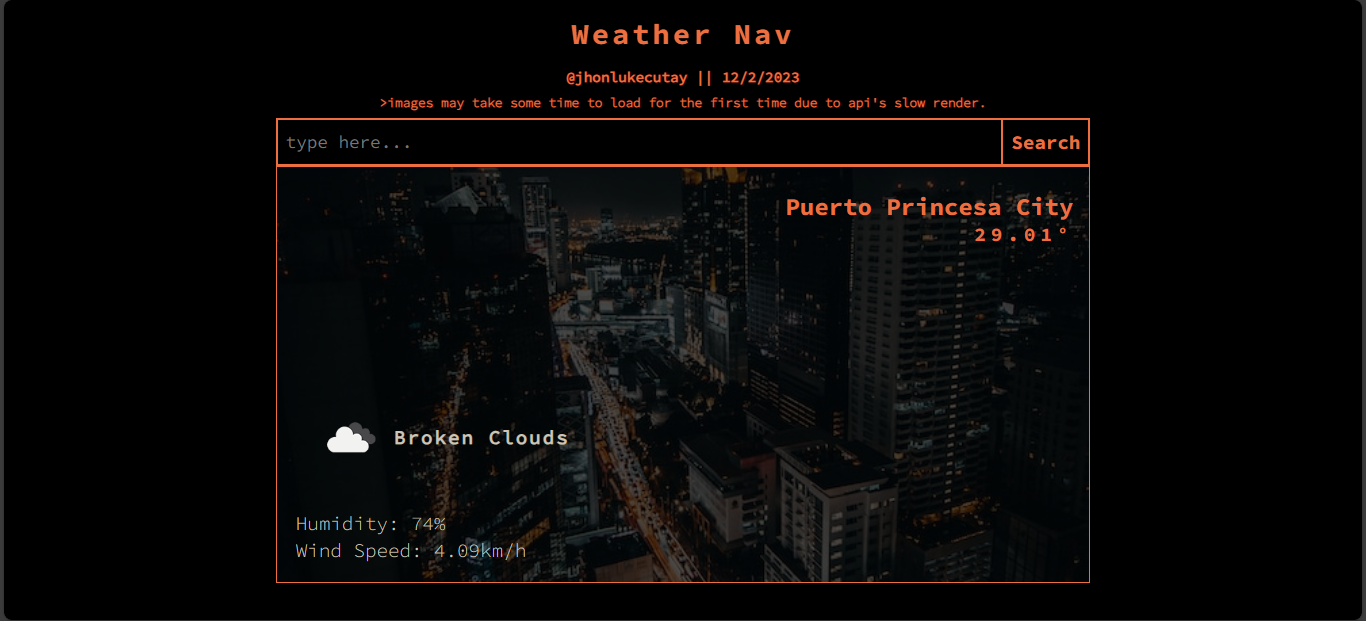 Weather Nav
@jhonlukecutay || 12/2/2023
>images may take some time to load for the first time due to api's slow render.
type here...
Search
Puerto Princesa City
29.01°
Broken Clouds
Humidity: 74%
Wind Speed: 4.09km/h